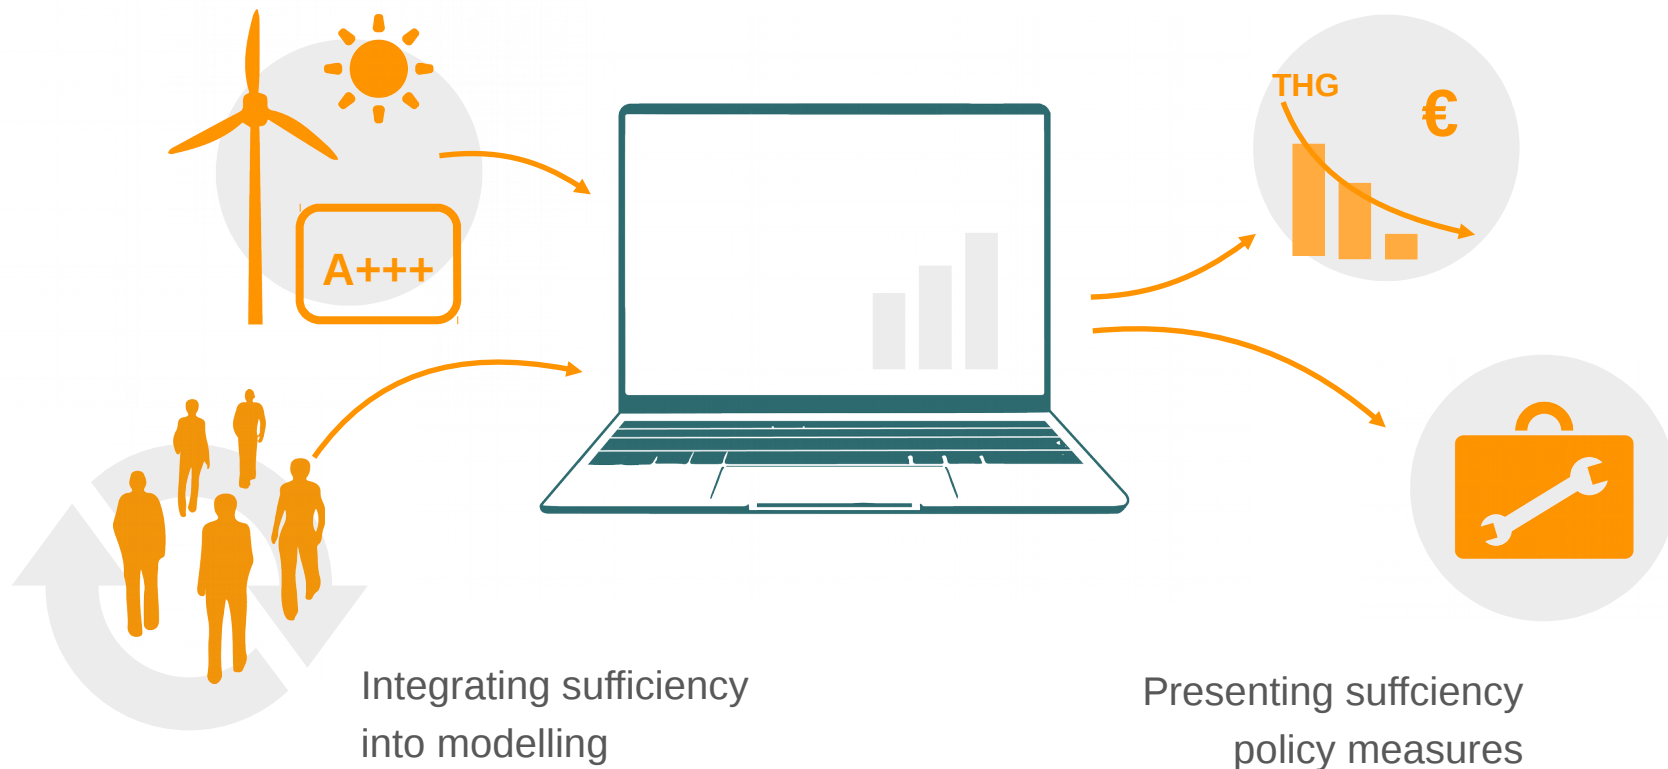 THG
€
A+++
Integrating sufficiency
into modelling
Presenting suffciency
policy measures